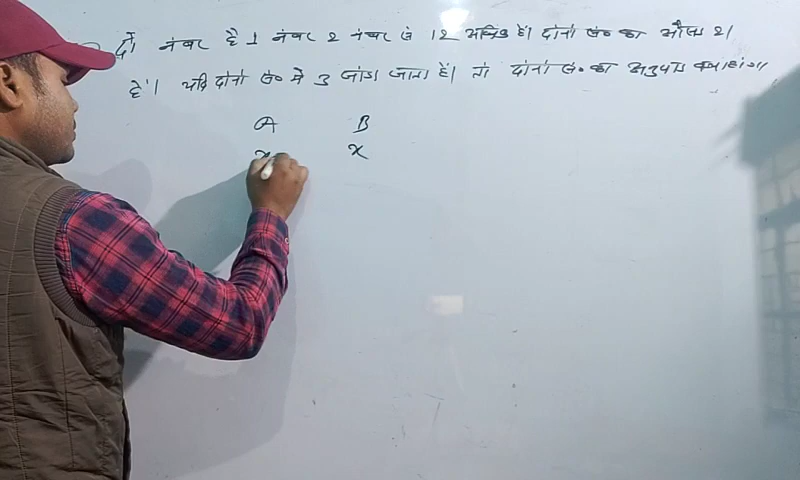 दो नंबर है 1 नंबर 2 नंबर से 12 अधिक है। दोनो सं० का औसत 21
है। यदि दोनो सं० मे 3 जोडा जाता है। तो दोनो सं० का अनुपात क्या होगा
A B
x x